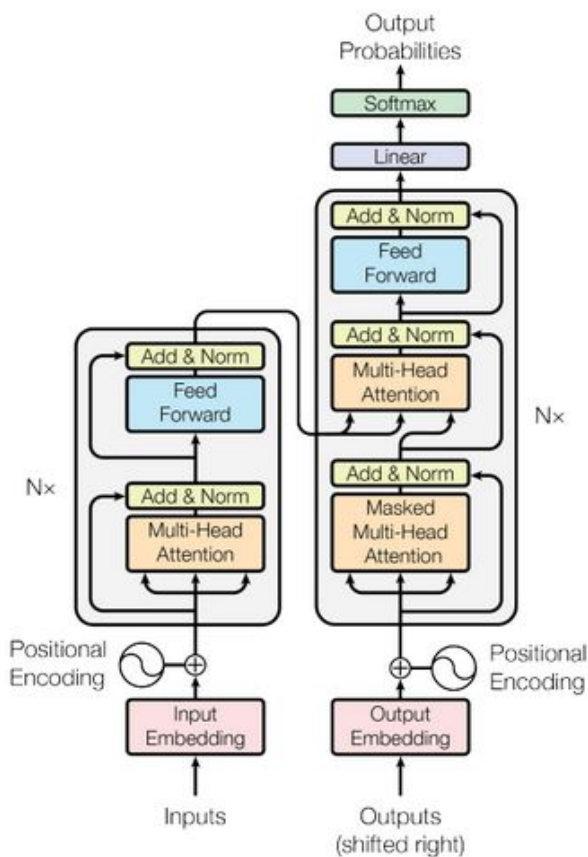 Output
Probabilities
Softmax
Linear
Add & Norm
Feed
Forward
Add & Norm
Multi-Head
Attention
Add & Norm
Masked
Multi-Head
Attention
N×
Add & Norm
Feed
Forward
Add & Norm
Multi-Head
Attention
N×
Positional
Encoding
Input
Embedding
Inputs
Positional
Encoding
Output
Embedding
Outputs
(shifted right)